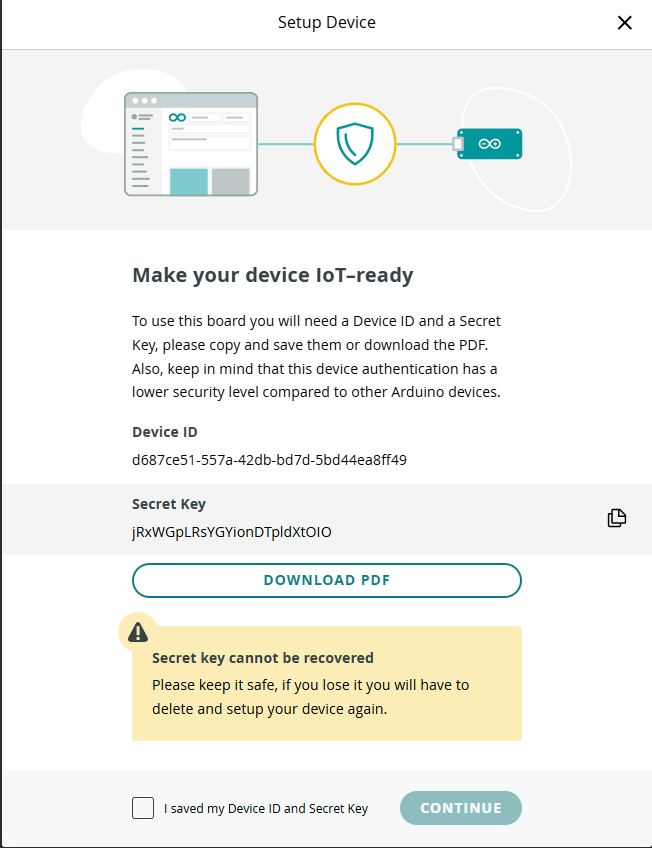 Setup Device
Make your device IoT–ready
To use this board you will need a Device ID and a Secret
Key, please copy and save them or download the PDF.
Also, keep in mind that this device authentication has a
lower security level compared to other Arduino devices.
Device ID
d687ce51-557a-42db-bd7d-5bd44ea8ff49
Secret Key
jRxWGpLRsYGYionDTpldXtOIO
DOWNLOAD PDF
Secret key cannot be recovered
Please keep it safe, if you lose it you will have to
delete and setup your device again.
I saved my Device ID and Secret Key
CONTINUE